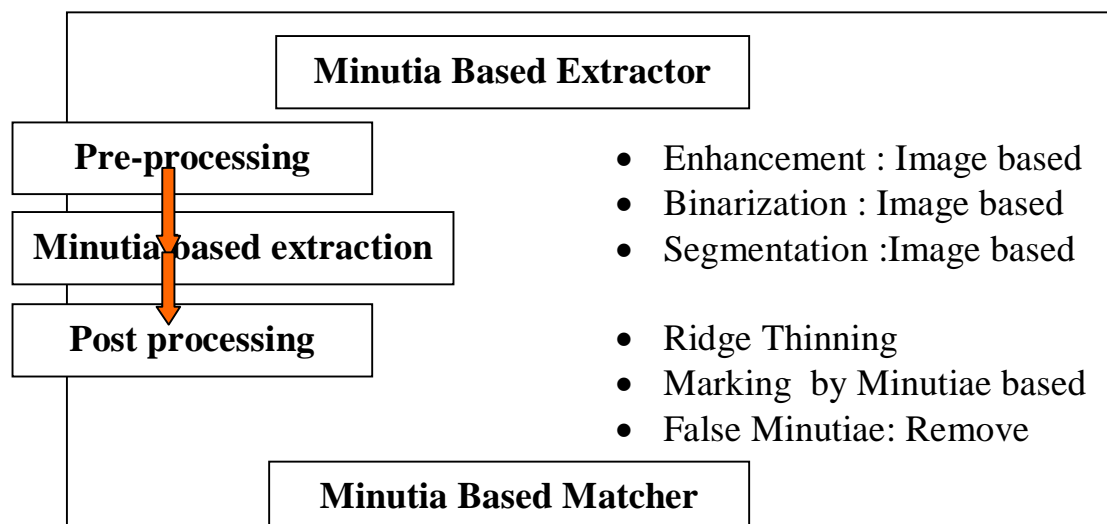 Minutia Based Extractor
Pre-processing
Minutia based extraction
Post processing
• Enhancement : Image based
• Binarization : Image based
• Segmentation :Image based
• Ridge Thinning
• Marking by Minutiae based
• False Minutiae: Remove
Minutia Based Matcher